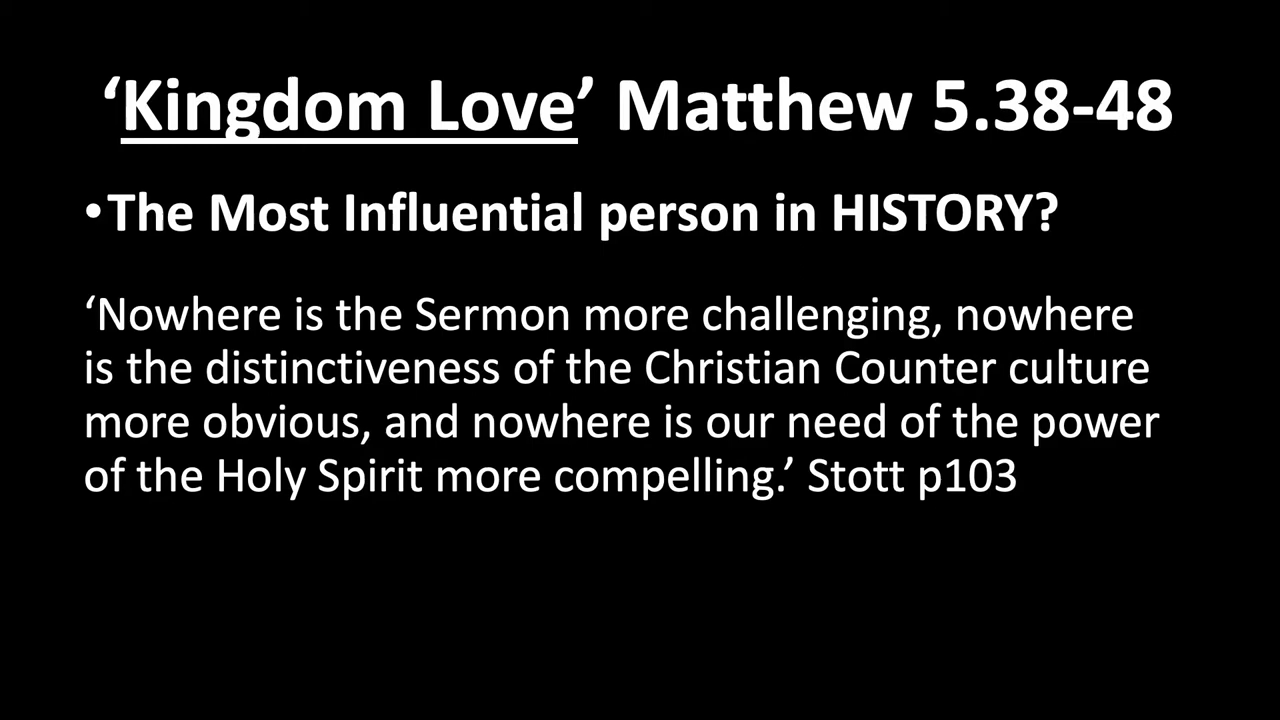 ‘Kingdom Love’ Matthew 5.38-48
•The Most Influential person in HISTORY?
‘Nowhere is the Sermon more challenging, nowhere
is the distinctiveness of the Christian Counter culture
more obvious, and nowhere is our need of the power
of the Holy Spirit more compelling.’ Stott p103